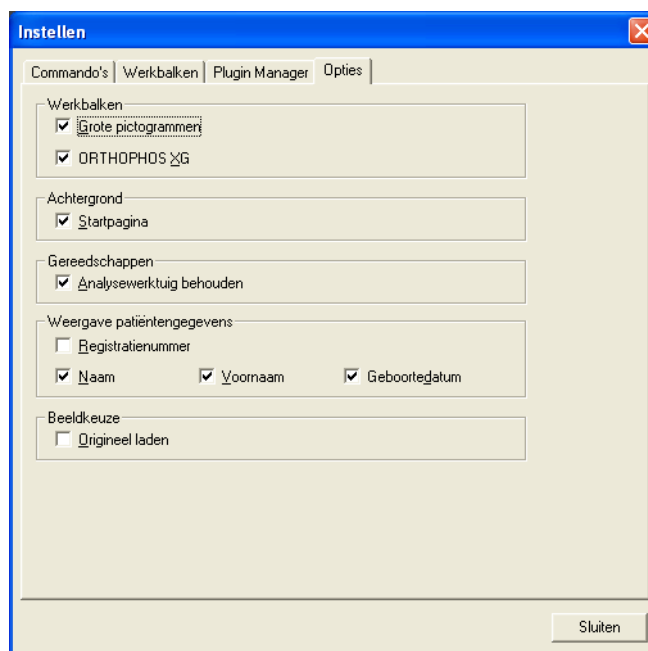 Instellen
Commando's Werkbalken Plugin Manager Opties
Werkbalken
Grote pictogrammen
ORTHOPHOS XG
Achtergrond
Startpagina
Gereedschappen
Analysewerktuig behouden
Weergave patiëntengegevens
Registratienummer
Naam Voornaam Geboortedatum
Beeldkeuze
Origineel laden
Sluiten